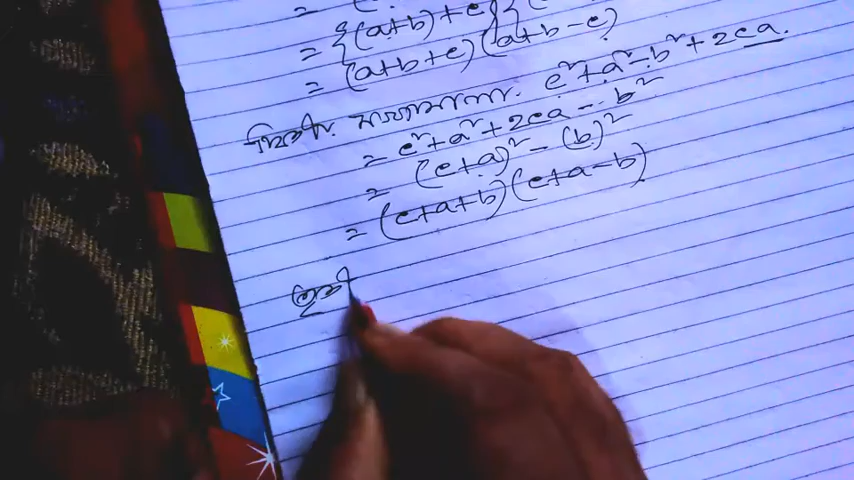 =
= {(a+b)+c}{
= (a+b+c)(a+b-c)
দ্বিতীয় রাশিমালা. c²+a²-b²+2ca.
= c²+a²+2ca-b²
= (c+a)²-(b)²
= (c+a+b)(c+a-b)
তৃতী